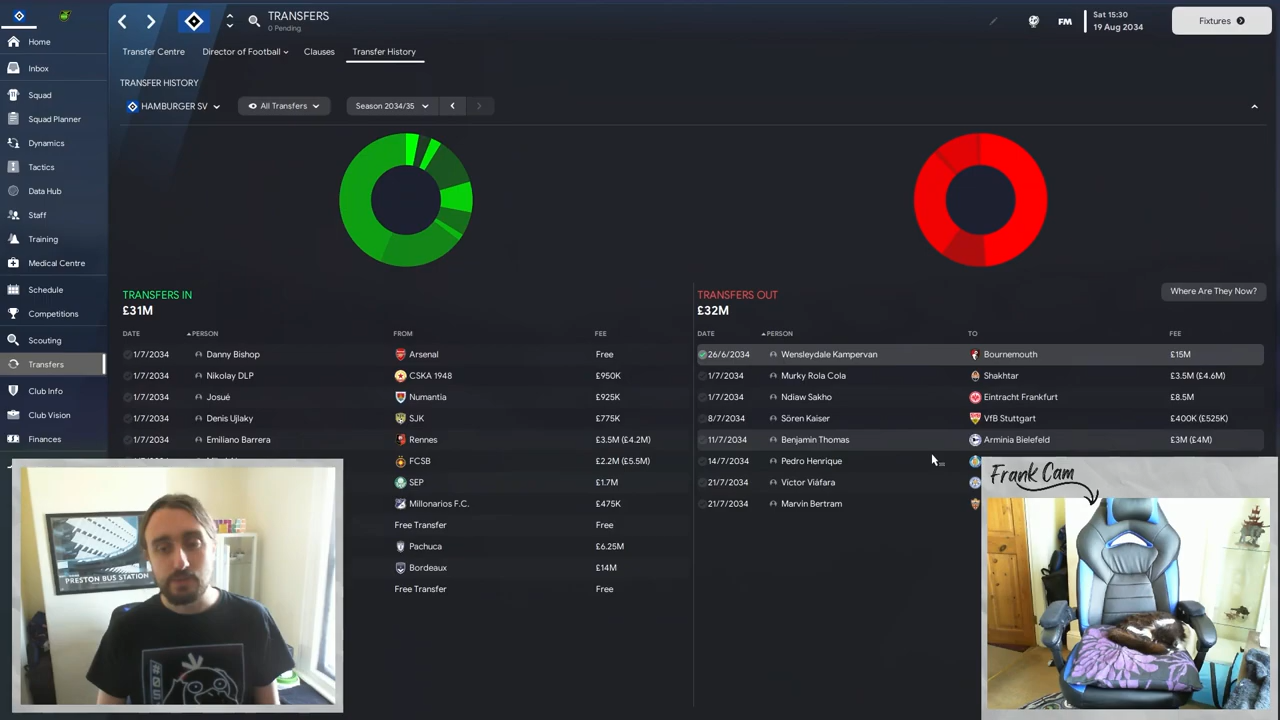 TRANSFERS
0 Pending
FM
Sat 15:30
19 Aug 2034
Fixtures
Home
Inbox
Squad
Squad Planner
Dynamics
Tactics
Data Hub
Staff
Training
Medical Centre
Schedule
Competitions
Scouting
Transfers
Club Info
Club Vision
Finances
Transfer Centre
Director of Football
Clauses
Transfer History
TRANSFER HISTORY
HAMBURGER SV
All Transfers
Season 2034/35
TRANSFERS IN
£31M
DATE PERSON FROM FEE
1/7/2034 Danny Bishop Arsenal Free
1/7/2034 Nikolay DLP CSKA 1948 £950K
1/7/2034 Josué Numantia £925K
1/7/2034 Denis Ujlaky SJK £775K
1/7/2034 Emiliano Barrera Rennes £3.5M (£4.2M)
FCSB £2.2M (£5.5M)
SEP £1.7M
Millonarios F.C. £475K
Free Transfer Free
Pachuca £6.25M
Bordeaux £14M
Free Transfer Free
TRANSFERS OUT
£32M
Where Are They Now?
DATE PERSON TO FEE
26/6/2034 Wensleydale Kampervan Bournemouth £15M
1/7/2034 Murky Rola Cola Shakhtar £3.5M (£4.6M)
1/7/2034 Ndiaw Sakho Eintracht Frankfurt £8.5M
8/7/2034 Sören Kaiser VfB Stuttgart £400K (£525K)
11/7/2034 Benjamin Thomas Arminia Bielefeld £3M (£4M)
14/7/2034 Pedro Henrique
21/7/2034 Víctor Viáfara
21/7/2034 Marvin Bertram
PRESTON BUS STATION
Frank Cam